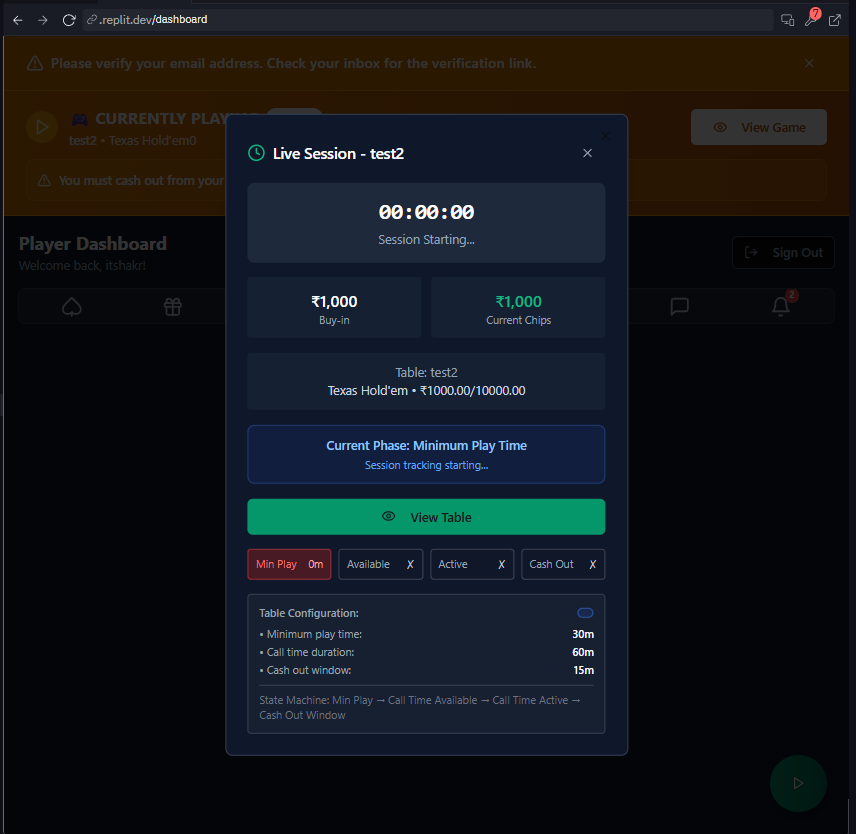 .replit.dev/dashboard
7
Please verify your email address. Check your inbox for the verification link.
CURRENTLY PLAY
test2 • Texas Hold'em0
View Game
You must cash out from your
Player Dashboard
Welcome back, itshakr!
Sign Out
2
Live Session - test2
00:00:00
Session Starting...
₹1,000
Buy-in
₹1,000
Current Chips
Table: test2
Texas Hold'em • ₹1000.00/10000.00
Current Phase: Minimum Play Time
Session tracking starting...
View Table
Min Play 0m
Available ✗
Active ✗
Cash Out ✗
Table Configuration:
• Minimum play time: 30m
• Call time duration: 60m
• Cash out window: 15m
State Machine: Min Play → Call Time Available → Call Time Active →
Cash Out Window